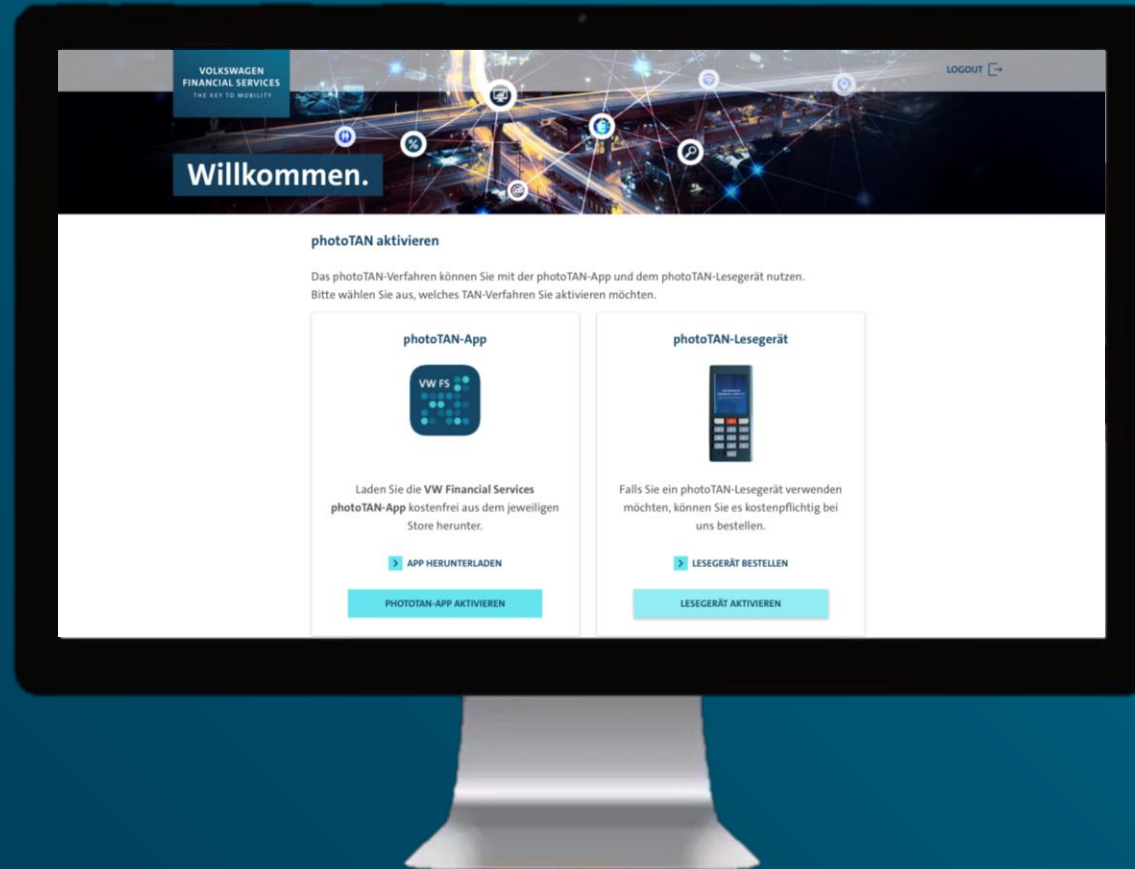 VOLKSWAGEN
FINANCIAL SERVICES
THE KEY TO MOBILITY
LOGOUT
Willkommen.
photoTAN aktivieren
Das photoTAN-Verfahren können Sie mit der photoTAN-App und dem photoTAN-Lesegerät nutzen.
Bitte wählen Sie aus, welches TAN-Verfahren Sie aktivieren möchten.
photoTAN-App
VW FS
Laden Sie die VW Financial Services
photoTAN-App kostenfrei aus dem jeweiligen
Store herunter.
APP HERUNTERLADEN
PHOTOTAN-APP AKTIVIEREN
photoTAN-Lesegerät
Falls Sie ein photoTAN-Lesegerät verwenden
möchten, können Sie es kostenpflichtig bei
uns bestellen.
LESEGERÄT BESTELLEN
LESEGERÄT AKTIVIEREN